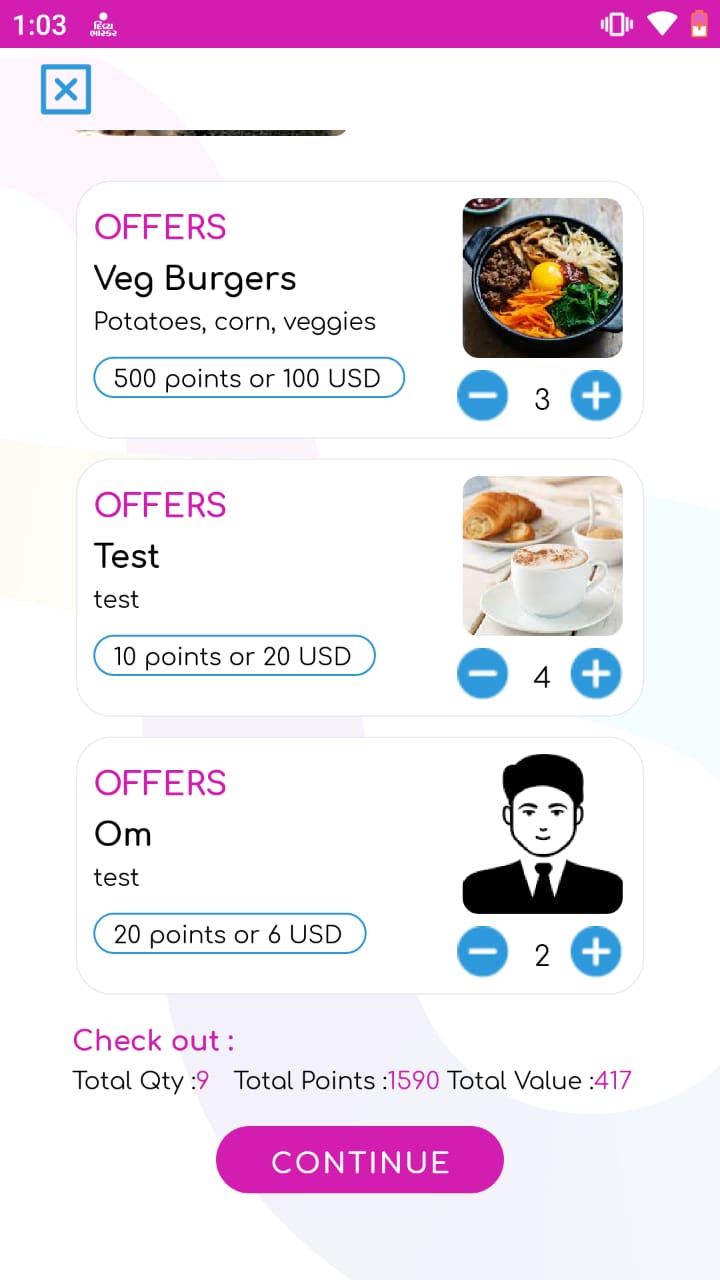 1:03
દિવ્ય
ભાસ્કર
OFFERS
Veg Burgers
Potatoes, corn, veggies
500 points or 100 USD
3
OFFERS
Test
test
10 points or 20 USD
4
OFFERS
Om
test
20 points or 6 USD
2
Check out :
Total Qty :9 Total Points :1590 Total Value :417
CONTINUE